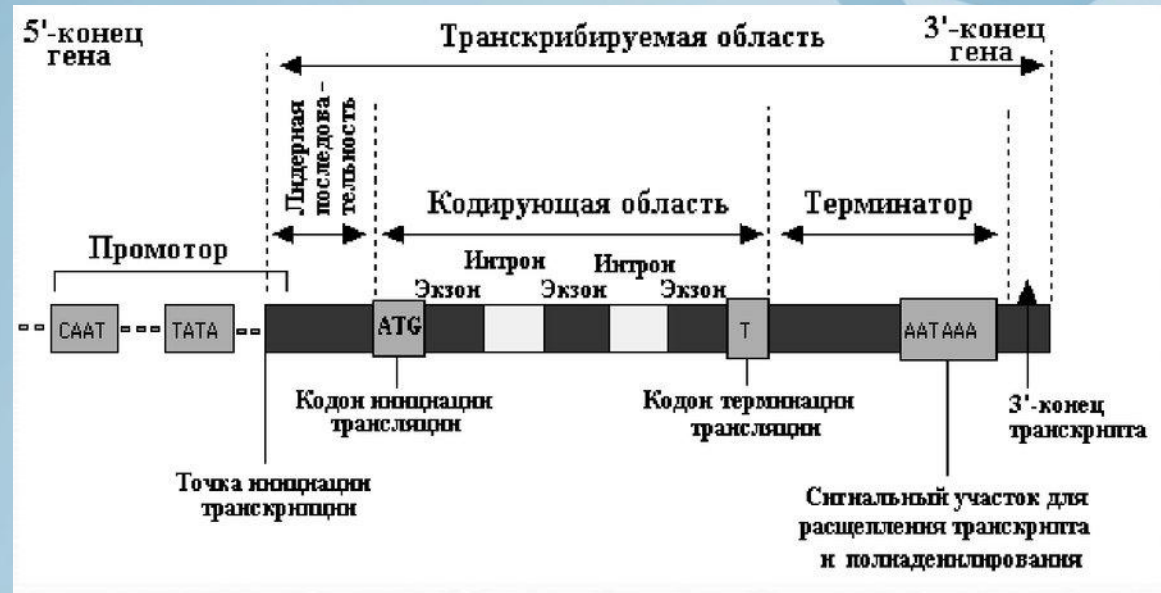 5'-конец
гена
Транскрибируемая область
3'-конец
гена
Лидерная
последова-
тельность
Кодирующая область
Терминатор
Промотор
Экзон
Интрон
Экзон
Интрон
Экзон
CAAT
TATA
ATG
T
AATAAA
Кодон инициации
трансляции
Кодон терминации
трансляции
3'-конец
транскрипта
Точка инициации
транскрипции
Сигнальный участок для
расщепления транскрипта
и полиаденилирования